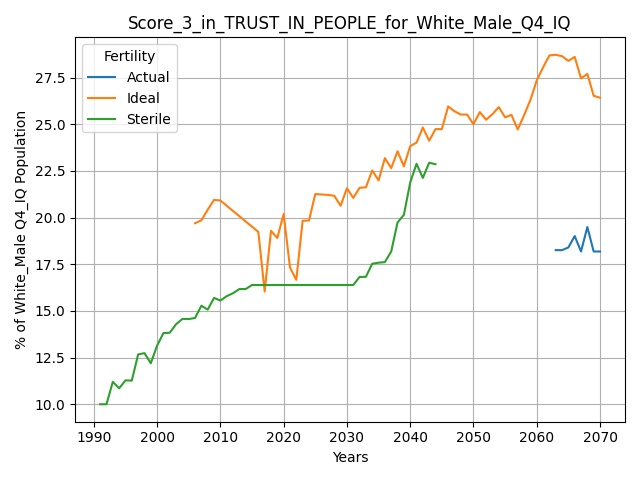 Score_3_in_TRUST_IN_PEOPLE_for_White_Male_Q4_IQ
Fertility
Actual
Ideal
Sterile
% of White_Male Q4_IQ Population
27.5
25.0
22.5
20.0
17.5
15.0
12.5
10.0
1990 2000 2010 2020 2030 2040 2050 2060 2070
Years